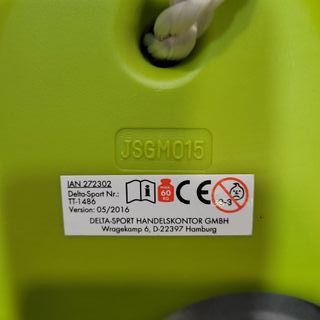 JSGM015
IAN 272302
Delta-Sport Nr.:
TT-1486
Version: 05/2016
max
60
KG
CE
0-3
DELTA-SPORT HANDELSKONTOR GMBH
Wragekamp 6, D-22397 Hamburg